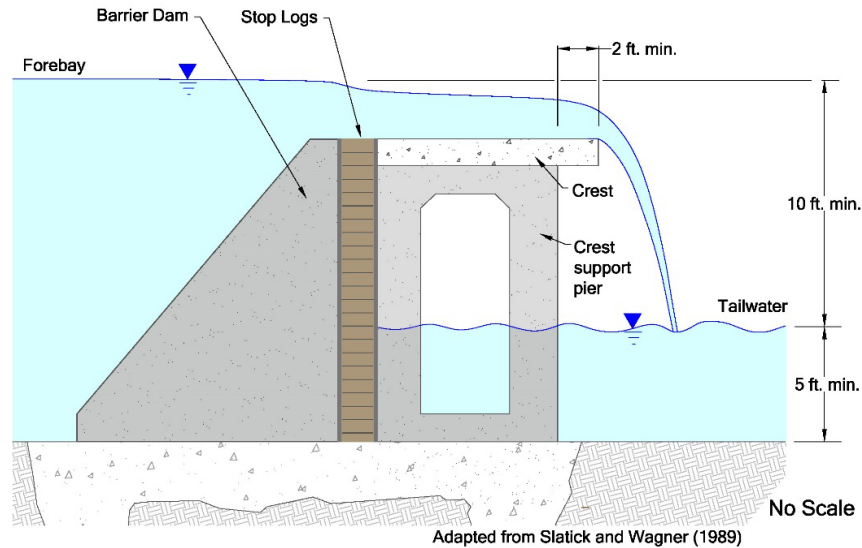 Barrier Dam
Stop Logs
2 ft. min.
Forebay
Crest
10 ft. min.
Crest
support
pier
Tailwater
5 ft. min.
No Scale
Adapted from Slatick and Wagner (1989)